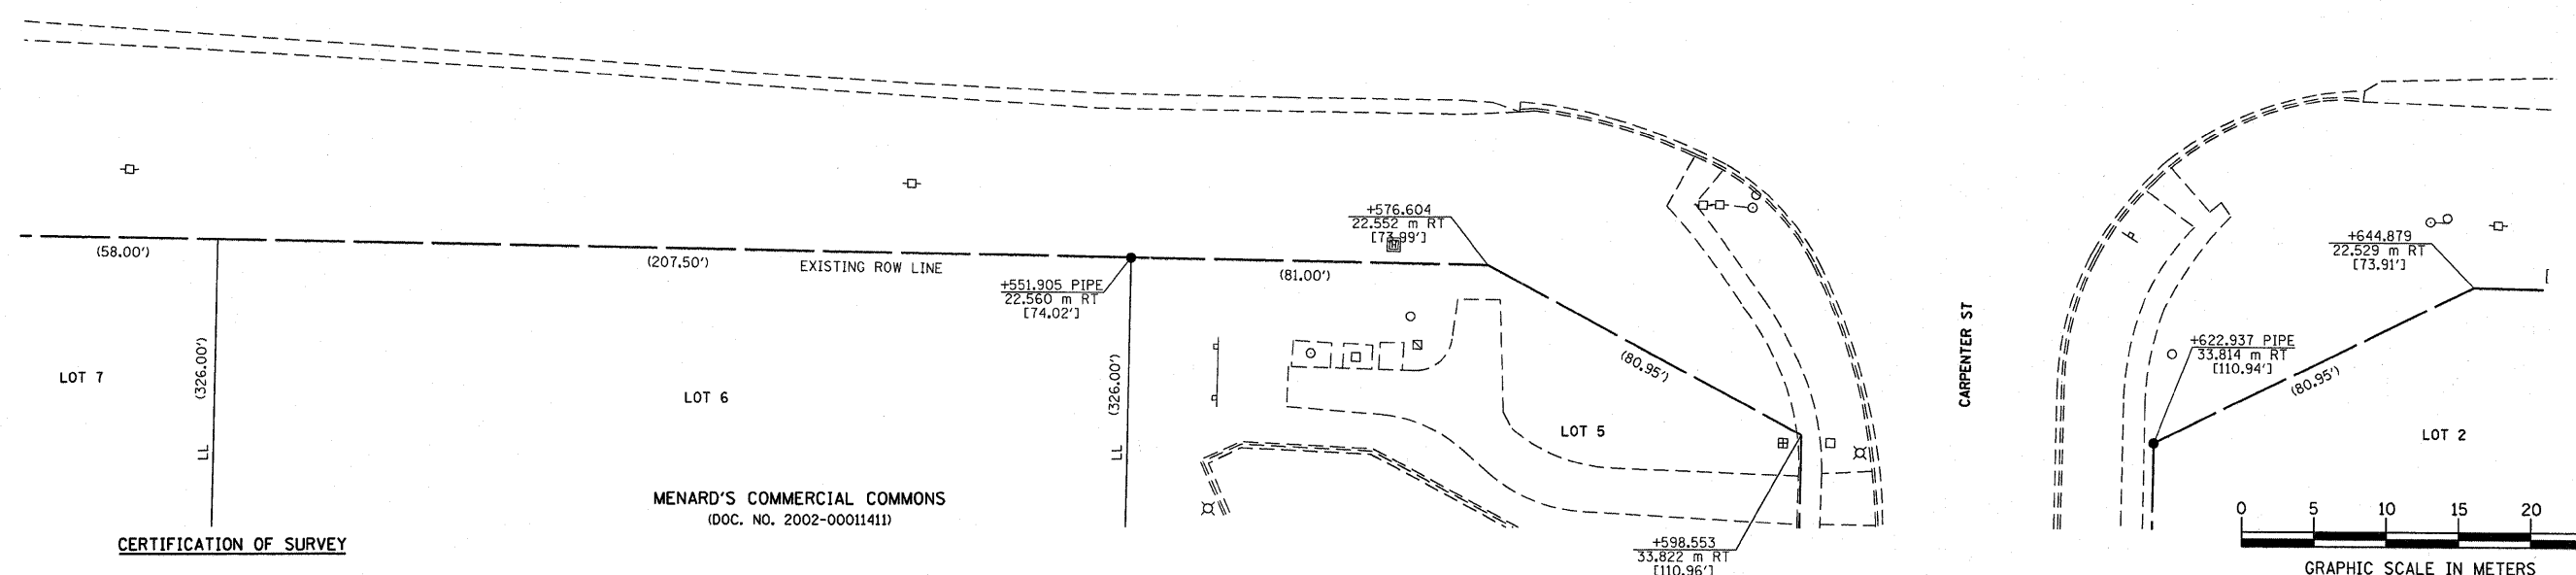 +576.604
22.552 m RT
[73.99']
H
+644.879
22.529 m RT
[73.91']
(58.00')
(207.50')
EXISTING ROW LINE
(81.00')
+551.905 PIPE
22.560 m RT
[74.02']
(80.95')
CARPENTER ST
+622.937 PIPE
33.814 m RT
[110.94']
(80.95')
LOT 7
(326.00')
LL
LOT 6
(326.00')
LL
LOT 5
LOT 2
MENARD'S COMMERCIAL COMMONS
(DOC. NO. 2002-00011411)
CERTIFICATION OF SURVEY
+598.553
33.822 m RT
[110.96']
0 5 10 15 20
GRAPHIC SCALE IN METERS